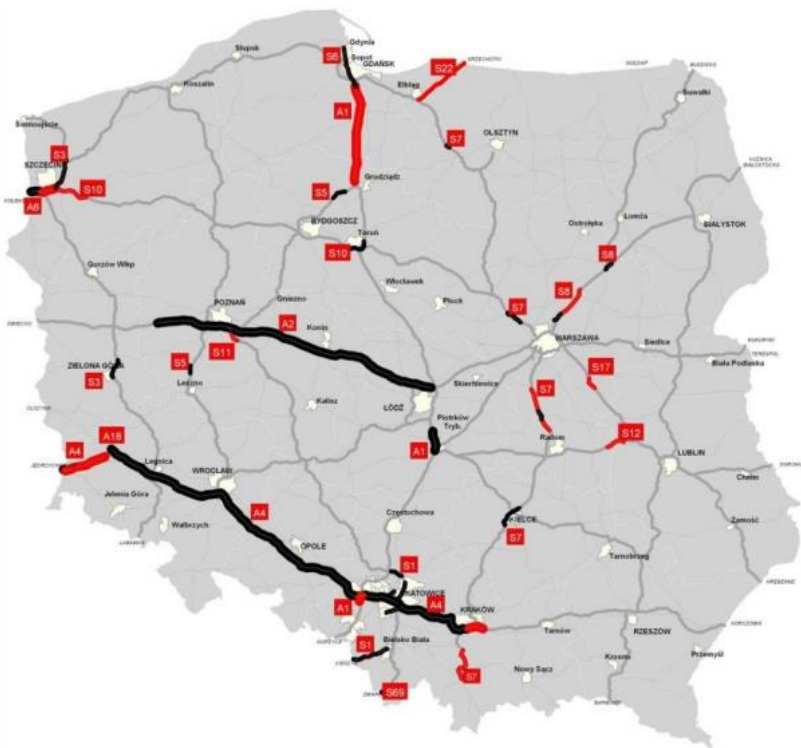 Gdynia
Słupsk
S6
Sopot
GDAŃSK
Koszalin
S22
Elbląg
Suwałki
A1
S7
OLSZTYN
S3
SZCZECIN
Grudziądz
S10
A6
S5
BYDGOSZCZ
Ostrołęka
Łomża
BIAŁYSTOK
Toruń
S10
S8
Gorzów Wlkp
Włocławek
S8
Płock
S7
POZNAŃ
Gniezno
A2
Konin
WARSZAWA
Siedlce
S11
ZIELONA GÓRA
S5
Biała Podlaska
S3
Leszno
Skierniewice
S17
Kalisz
ŁÓDŹ
S7
Piotrków
Tryb.
A18
S12
A4
A1
Radom
LUBLIN
Legnica
WROCŁAW
Chełm
Jelenia Góra
A4
Wałbrzych
Częstochowa
KIELCE
Zamość
S7
OPOLE
Tarnobrzeg
S1
KATOWICE
A4
KRAKÓW
A1
Tarnów
RZESZÓW
S1
Bielsko Biała
Przemyśl
Krosno
S7
Nowy Sącz
S69